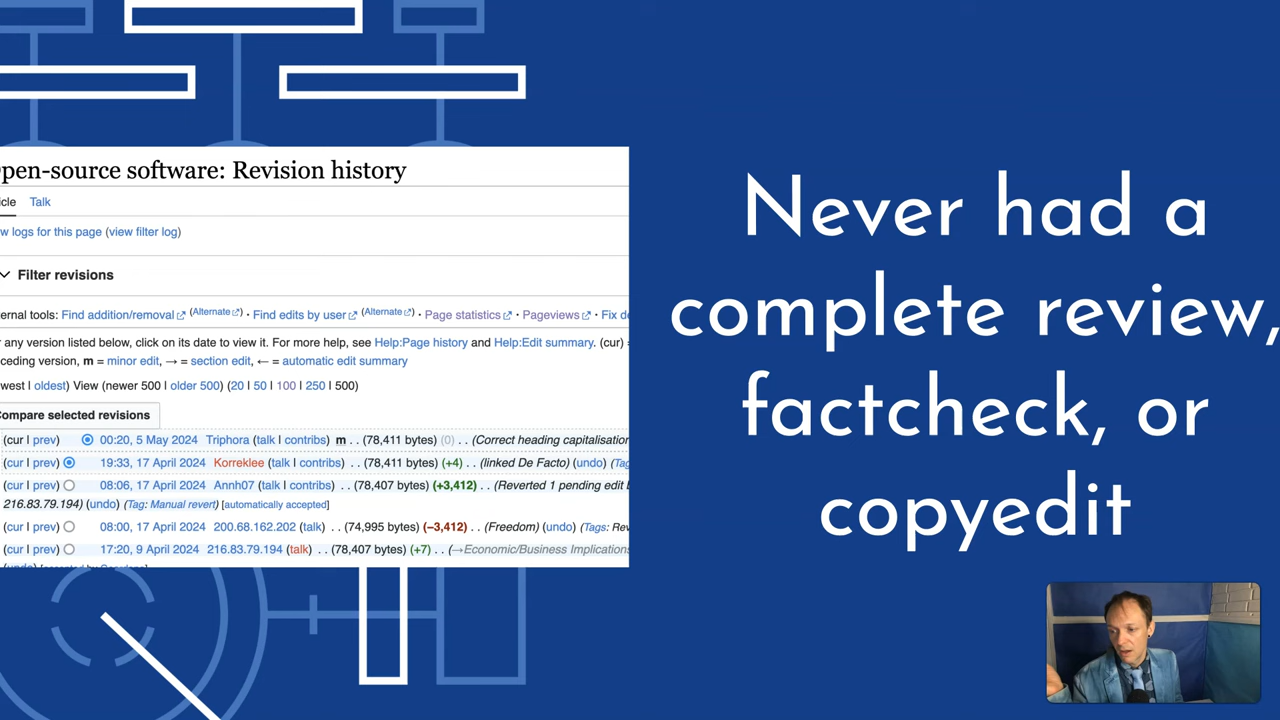 pen-source software: Revision history
icle Talk
w logs for this page (view filter log)
Filter revisions
ernal tools: Find addition/removal (Alternate) · Find edits by user (Alternate) · Page statistics · Pageviews · Fix d
r any version listed below, click on its date to view it. For more help, see Help:Page history and Help:Edit summary. (cur) =
ceding version, m = minor edit, → = section edit, ← = automatic edit summary
west | oldest) View (newer 500 | older 500) (20 | 50 | 100 | 250 | 500)
Compare selected revisions
(cur | prev) 00:20, 5 May 2024 Triphora (talk | contribs) m . . (78,411 bytes) (0) . . (Correct heading capitalisation
(cur | prev) 19:33, 17 April 2024 Korreklee (talk | contribs) . . (78,411 bytes) (+4) . . (linked De Facto) (undo) (Tag
(cur | prev) 08:06, 17 April 2024 Annh07 (talk | contribs) . . (78,407 bytes) (+3,412) . . (Reverted 1 pending edit b
216.83.79.194) (undo) (Tag: Manual revert) [automatically accepted]
(cur | prev) 08:00, 17 April 2024 200.68.162.202 (talk) . . (74,995 bytes) (−3,412) . . (Freedom) (undo) (Tags: Rev
(cur | prev) 17:20, 9 April 2024 216.83.79.194 (talk) . . (78,407 bytes) (+7) . . (→Economic/Business Implications
Never had a
complete review,
factcheck, or
copyedit